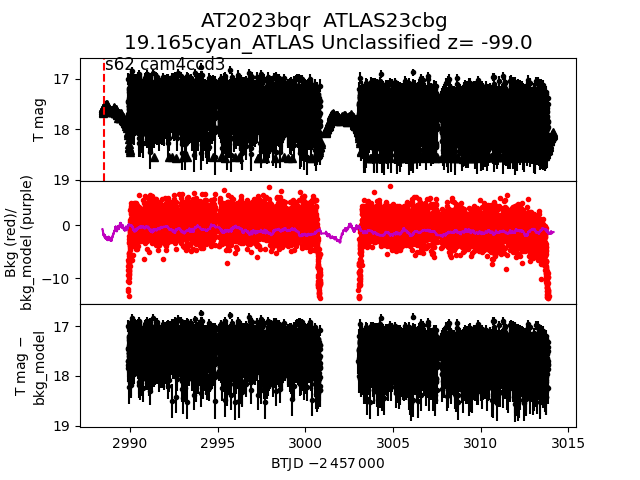 AT2023bqr  ATLAS23cbg
19.165cyan_ATLAS Unclassified z= -99.0
s62 cam4ccd3
T mag
17
18
19
Bkg (red)/
bkg_model (purple)
0
−10
T mag −
bkg_model
17
18
19
2990 2995 3000 3005 3010 3015
BTJD −2 457 000